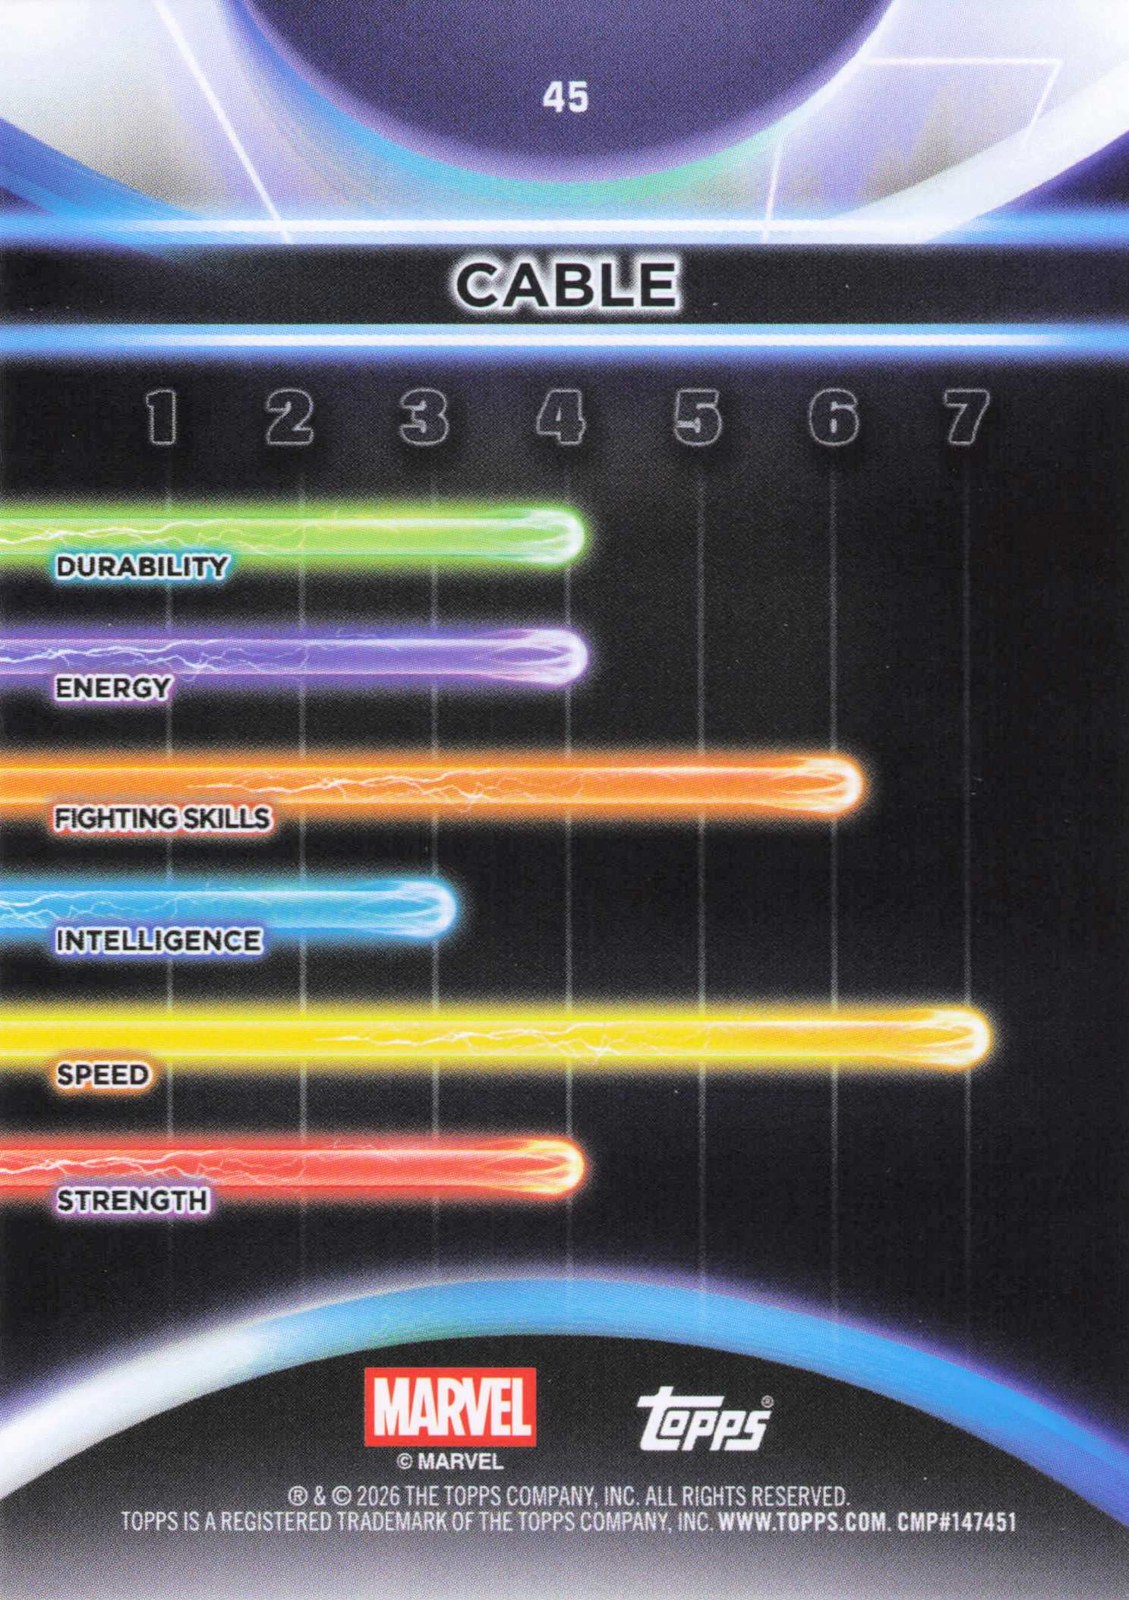 45
CABLE
1 2 3 4 5 6 7
DURABILITY
ENERGY
FIGHTING SKILLS
INTELLIGENCE
SPEED
STRENGTH
MARVEL
© MARVEL
TOPPS®
® & © 2026 THE TOPPS COMPANY, INC. ALL RIGHTS RESERVED.
TOPPS IS A REGISTERED TRADEMARK OF THE TOPPS COMPANY, INC. WWW.TOPPS.COM. CMP#147451